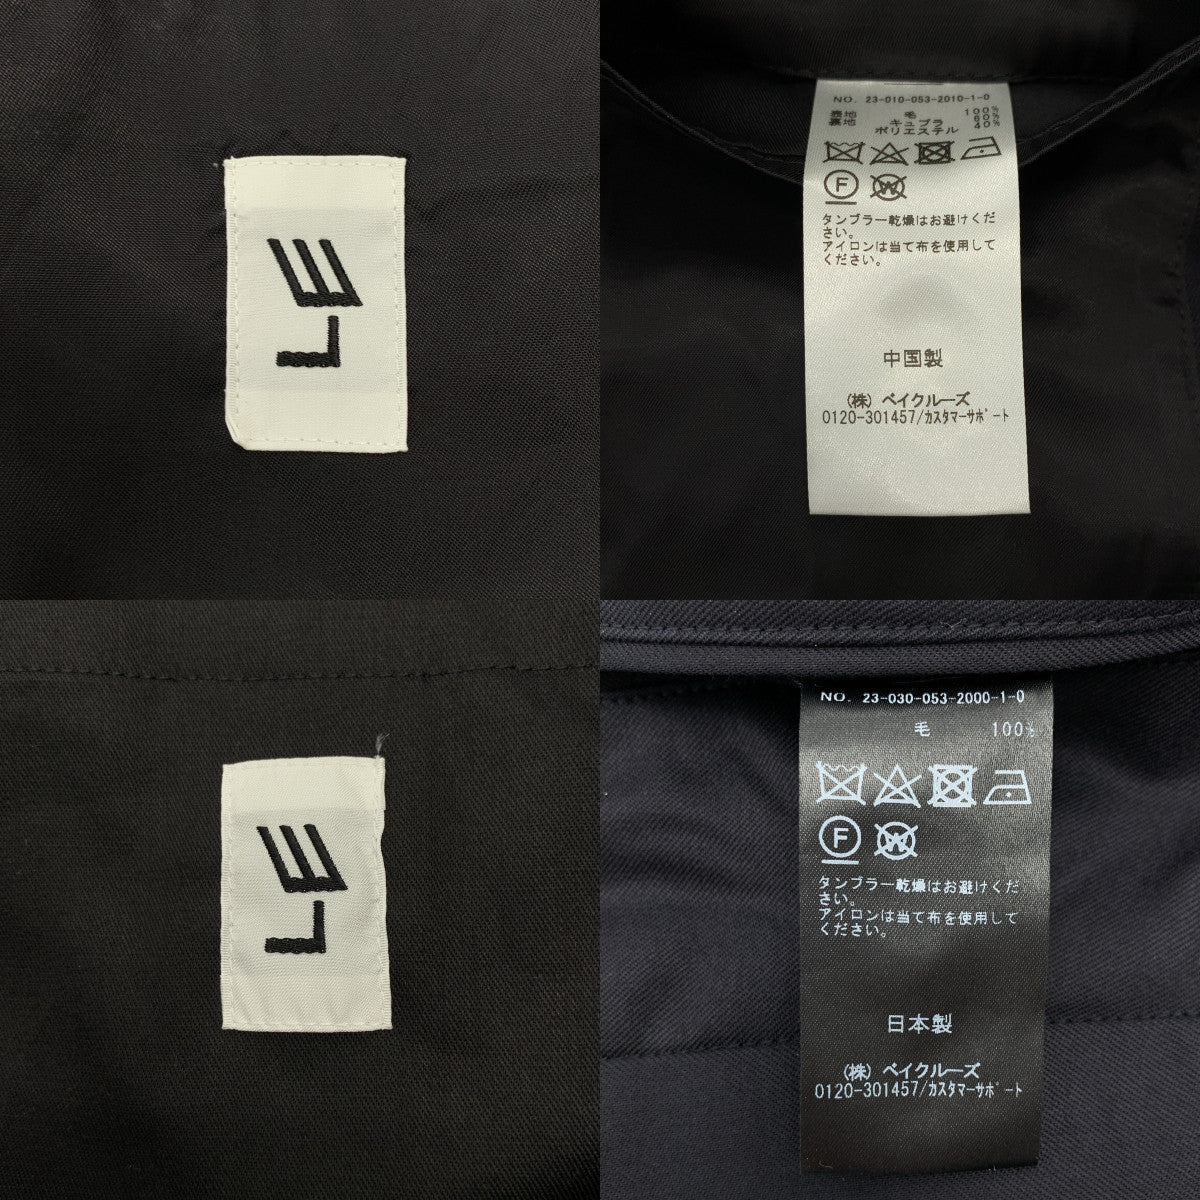 LE
NO. 23-010-053-2010-1-0
表地 毛 100%
裏地 キュプラ 60%
ポリエステル 40%
F W
タンブラー乾燥はお避けくだ
さい。
アイロンは当て布を使用して
ください。
中国製
(株) ベイクルーズ
0120-301457/カスタマーサポート
LE
NO. 23-030-053-2000-1-0
毛 100%
F W
タンブラー乾燥はお避けくだ
さい。
アイロンは当て布を使用して
ください。
日本製
(株) ベイクルーズ
0120-301457/カスタマーサポート